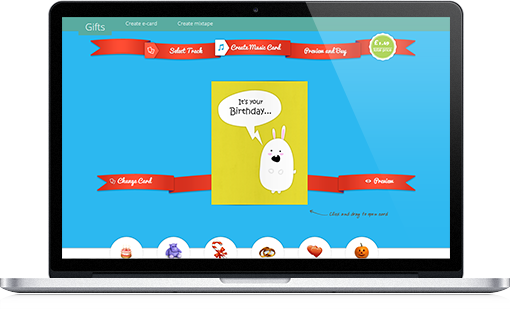 Gifts
Create e-card
Create mixtape
Select Track
Create Music Card
Preview and Buy
It's your
Birthday...
Change Card
Preview
Click and drag to open card